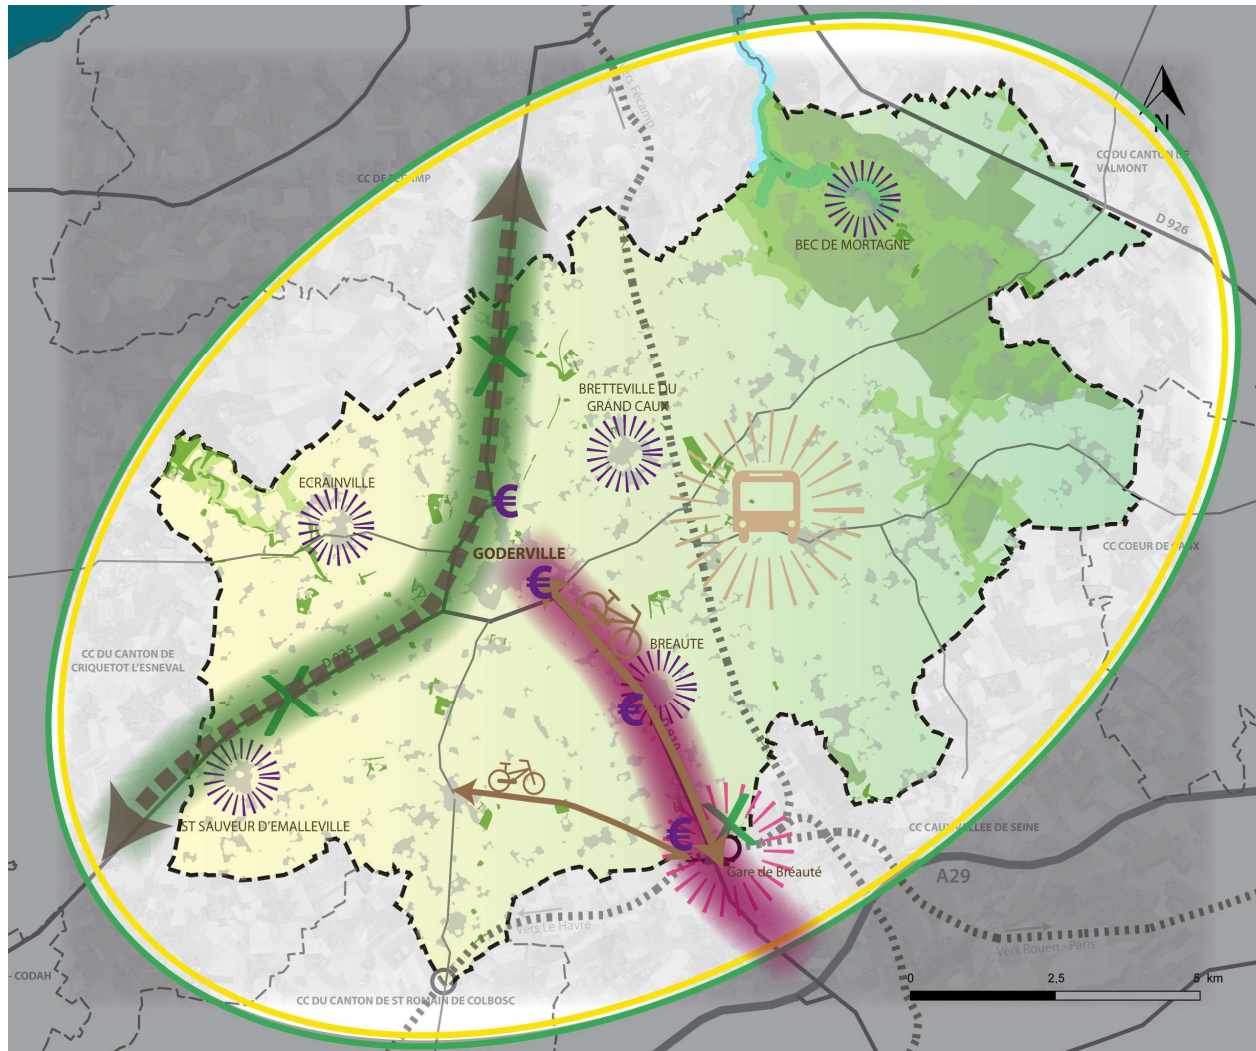 Vers Fécamp
N
CC DU CANTON DE
VALMONT
D 926
BEC DE MORTAGNE
BRETTEVILLE DU
GRAND CAUX
ECRAINVILLE
€
GODERVILLE
€
CC COEUR DE CAUX
BREAUTE
CC DU CANTON DE
CRIQUETOT L'ESNEVAL
D 925
€
ST SAUVEUR D'EMALLEVILLE
€
CC CAUX VALLEE DE SEINE
Gare de Bréauté
A29
Vers Le Havre
Vers Rouen - Paris
- CODAH
0
2,5
5 km
CC DU CANTON DE ST ROMAIN DE COLBOSC